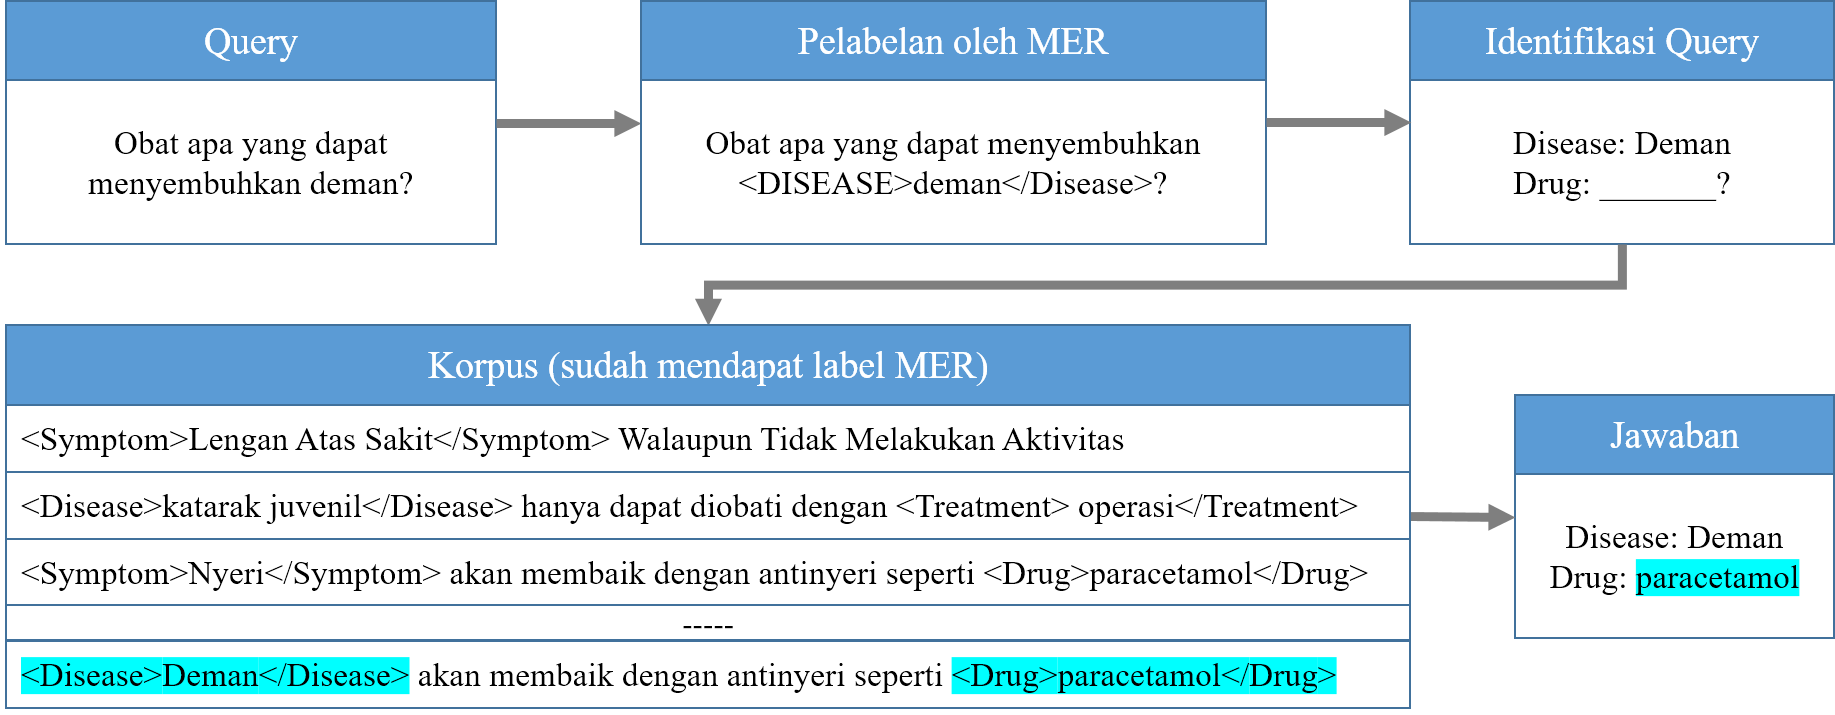 Query
Obat apa yang dapat
menyembuhkan deman?
Pelabelan oleh MER
Obat apa yang dapat menyembuhkan
<DISEASE>deman</Disease>?
Identifikasi Query
Disease: Deman
Drug: _______?
Korpus (sudah mendapat label MER)
<Symptom>Lengan Atas Sakit</Symptom> Walaupun Tidak Melakukan Aktivitas
<Disease>katarak juvenil</Disease> hanya dapat diobati dengan <Treatment> operasi</Treatment>
<Symptom>Nyeri</Symptom> akan membaik dengan antinyeri seperti <Drug>paracetamol</Drug>
-----
<Disease>Deman</Disease> akan membaik dengan antinyeri seperti <Drug>paracetamol</Drug>
Jawaban
Disease: Deman
Drug: paracetamol